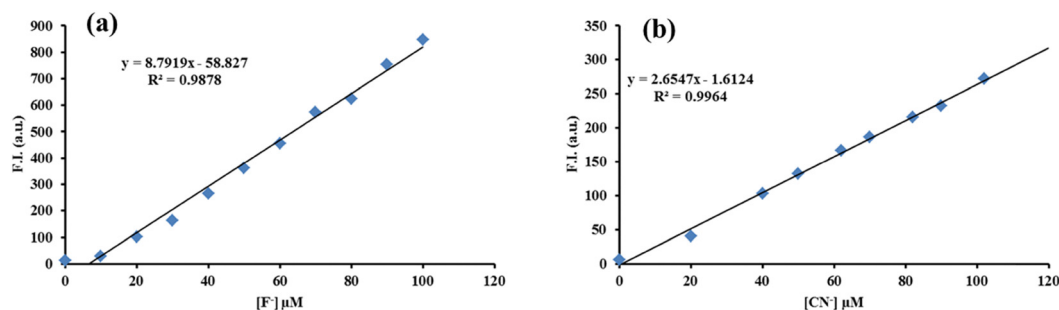 (a)
y = 8.7919x - 58.827
R² = 0.9878
F.I. (a.u.)
900
800
700
600
500
400
300
200
100
0
0 20 40 60 80 100 120
[F⁻] µM
(b)
y = 2.6547x - 1.6124
R² = 0.9964
F.I. (a.u.)
350
300
250
200
150
100
50
0
0 20 40 60 80 100 120
[CN⁻] µM